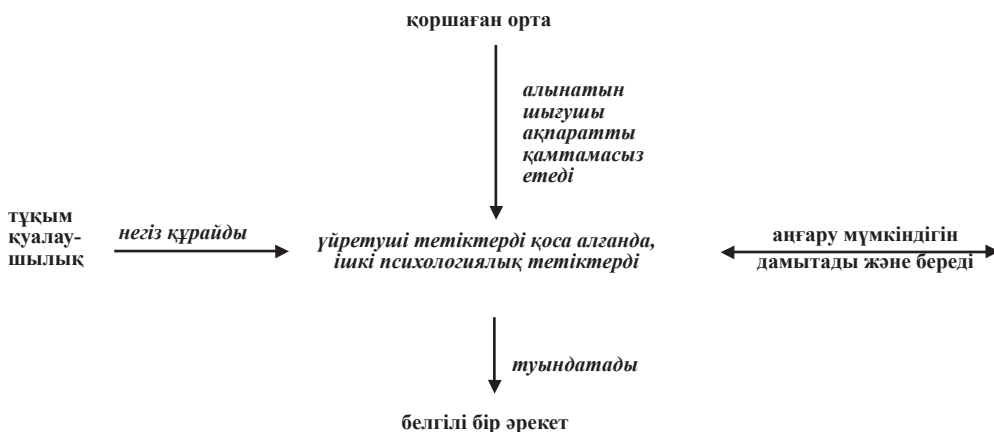 қоршаған орта
алынатын
шығушы
ақпаратты
қамтамасыз
етеді
тұқым
қуалау-
шылық
негіз құрайды
үйретуші тетіктерді қоса алғанда,
ішкі психологиялық тетіктерді
аңғару мүмкіндігін
дамытады және береді
туындатады
белгілі бір әрекет